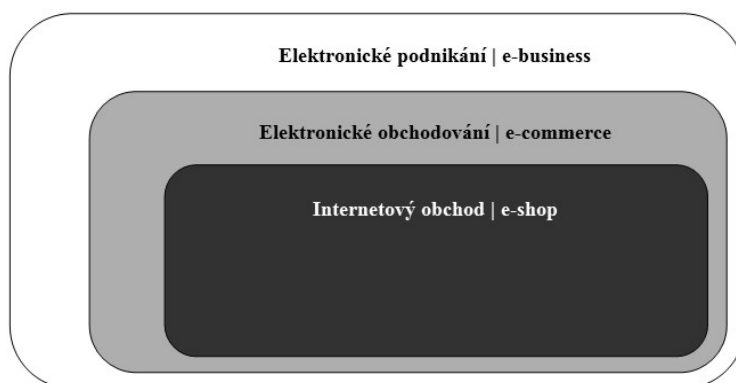 Elektronické podnikání | e-business
Elektronické obchodování | e-commerce
Internetový obchod | e-shop